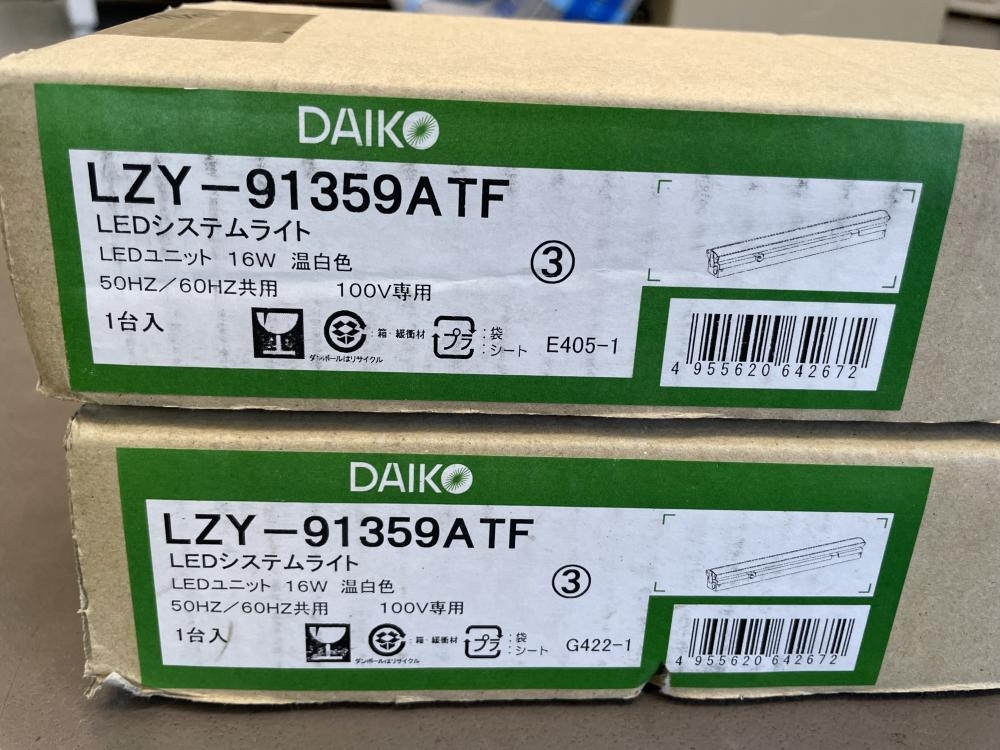 DAIKO
LZY-91359ATF
LEDシステムライト
LEDユニット 16W 温白色
50HZ/60HZ共用 100V専用
③
1台入
ダンボールはリサイクル
:箱・緩衝材
プラ
:袋
:シート
E405-1
4 955620 642672
DAIKO
LZY-91359ATF
LEDシステムライト
LEDユニット 16W 温白色
50HZ/60HZ共用 100V専用
③
1台入
ダンボールはリサイクル
:箱・緩衝材
プラ
:袋
:シート
G422-1
4 955620 642672